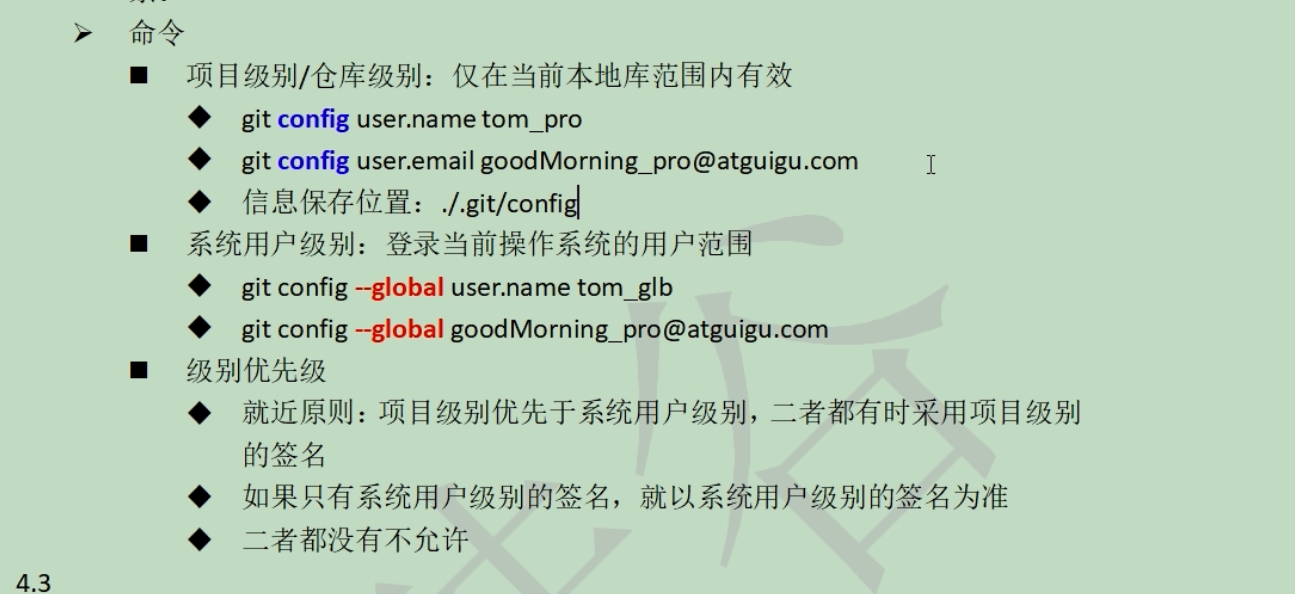 命令
项目级别/仓库级别：仅在当前本地库范围内有效
git config user.name tom_pro
git config user.email goodMorning_pro@atguigu.com
信息保存位置：./.git/config
系统用户级别：登录当前操作系统的用户范围
git config --global user.name tom_glb
git config --global goodMorning_pro@atguigu.com
级别优先级
就近原则：项目级别优先于系统用户级别，二者都有时采用项目级别
的签名
如果只有系统用户级别的签名，就以系统用户级别的签名为准
二者都没有不允许
4.3